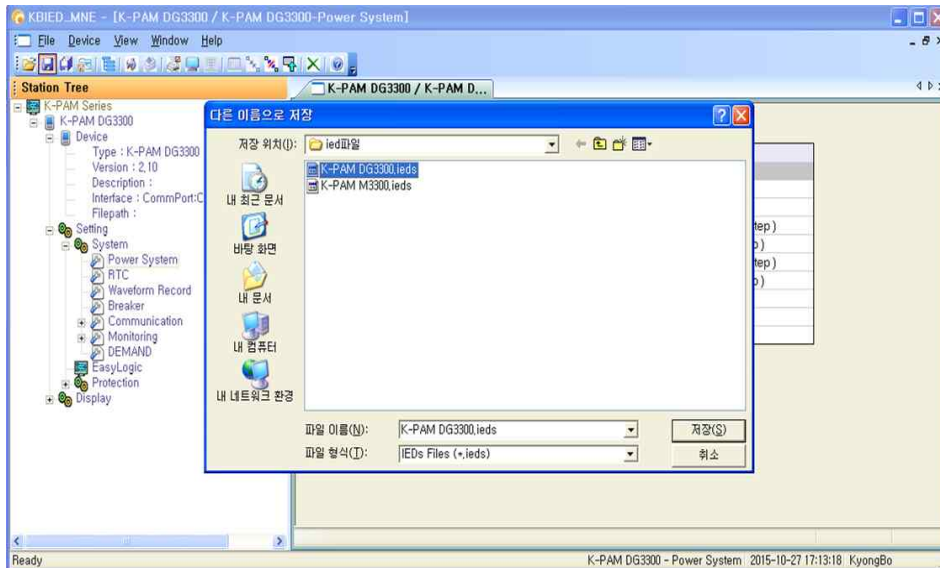 KBIED_MNE - [K-PAM DG3300 / K-PAM DG3300-Power System]
File Device View Window Help
Station Tree
K-PAM DG3300 / K-PAM D...
K-PAM Series
K-PAM DG3300
Device
Type : K-PAM DG3300
Version : 2,10
Description :
Interface : CommPort:C
Filepath :
Setting
System
Power System
RTC
Waveform Record
Breaker
Communication
Monitoring
DEMAND
EasyLogic
Protection
Display
다른 이름으로 저장
저장 위치(I):
ied파일
K-PAM DG3300,ieds
K-PAM M3300,ieds
내 최근 문서
바탕 화면
내 문서
내 컴퓨터
내 네트워크 환경
파일 이름(N):
K-PAM DG3300,ieds
저장(S)
파일 형식(T):
IEDs Files (*,ieds)
취소
tep)
p)
tep)
p)
Ready
K-PAM DG3300 - Power System 2015-10-27 17:13:18 KyongBo